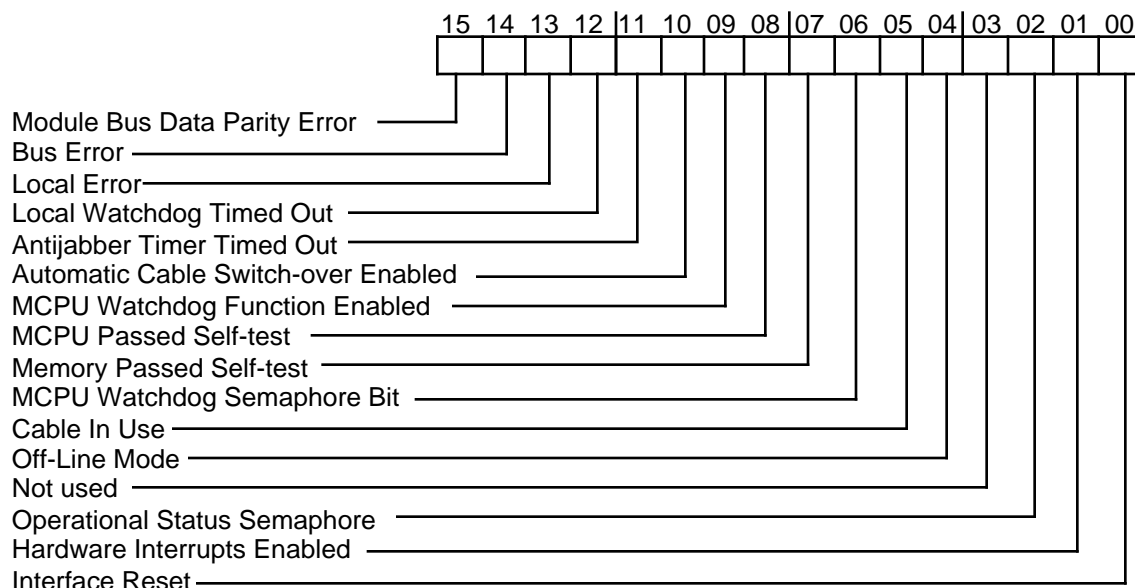 15 14 13 12 11 10 09 08 07 06 05 04 03 02 01 00
Module Bus Data Parity Error
Bus Error
Local Error
Local Watchdog Timed Out
Antijabber Timer Timed Out
Automatic Cable Switch-over Enabled
MCPU Watchdog Function Enabled
MCPU Passed Self-test
Memory Passed Self-test
MCPU Watchdog Semaphore Bit
Cable In Use
Off-Line Mode
Not used
Operational Status Semaphore
Hardware Interrupts Enabled
Interface Reset